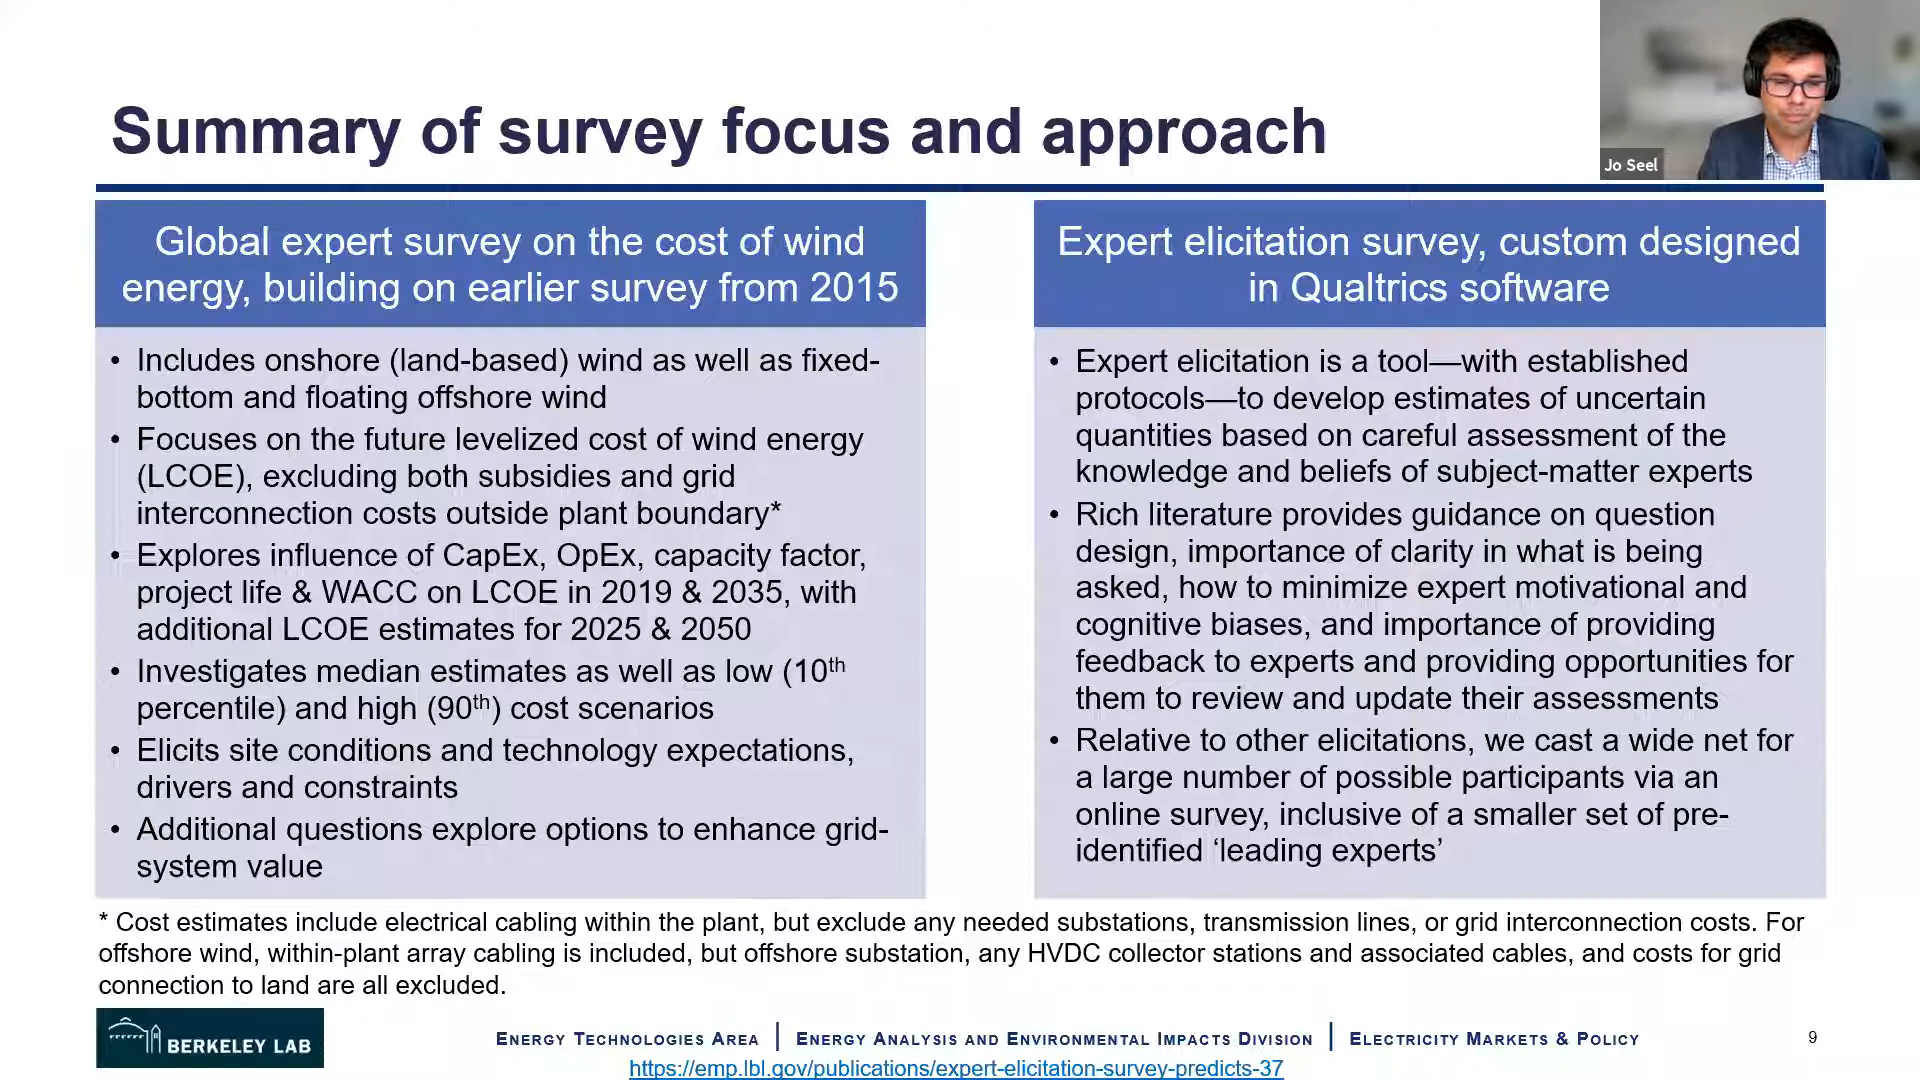 Summary of survey focus and approach
Jo Seel
Global expert survey on the cost of wind
energy, building on earlier survey from 2015
• Includes onshore (land-based) wind as well as fixed-
bottom and floating offshore wind
• Focuses on the future levelized cost of wind energy
(LCOE), excluding both subsidies and grid
interconnection costs outside plant boundary*
• Explores influence of CapEx, OpEx, capacity factor,
project life & WACC on LCOE in 2019 & 2035, with
additional LCOE estimates for 2025 & 2050
• Investigates median estimates as well as low (10th
percentile) and high (90th) cost scenarios
• Elicits site conditions and technology expectations,
drivers and constraints
• Additional questions explore options to enhance grid-
system value
Expert elicitation survey, custom designed
in Qualtrics software
• Expert elicitation is a tool—with established
protocols—to develop estimates of uncertain
quantities based on careful assessment of the
knowledge and beliefs of subject-matter experts
• Rich literature provides guidance on question
design, importance of clarity in what is being
asked, how to minimize expert motivational and
cognitive biases, and importance of providing
feedback to experts and providing opportunities for
them to review and update their assessments
• Relative to other elicitations, we cast a wide net for
a large number of possible participants via an
online survey, inclusive of a smaller set of pre-
identified ‘leading experts’
* Cost estimates include electrical cabling within the plant, but exclude any needed substations, transmission lines, or grid interconnection costs. For
offshore wind, within-plant array cabling is included, but offshore substation, any HVDC collector stations and associated cables, and costs for grid
connection to land are all excluded.
BERKELEY LAB
ENERGY TECHNOLOGIES AREA | ENERGY ANALYSIS AND ENVIRONMENTAL IMPACTS DIVISION | ELECTRICITY MARKETS & POLICY
9
https://emp.lbl.gov/publications/expert-elicitation-survey-predicts-37